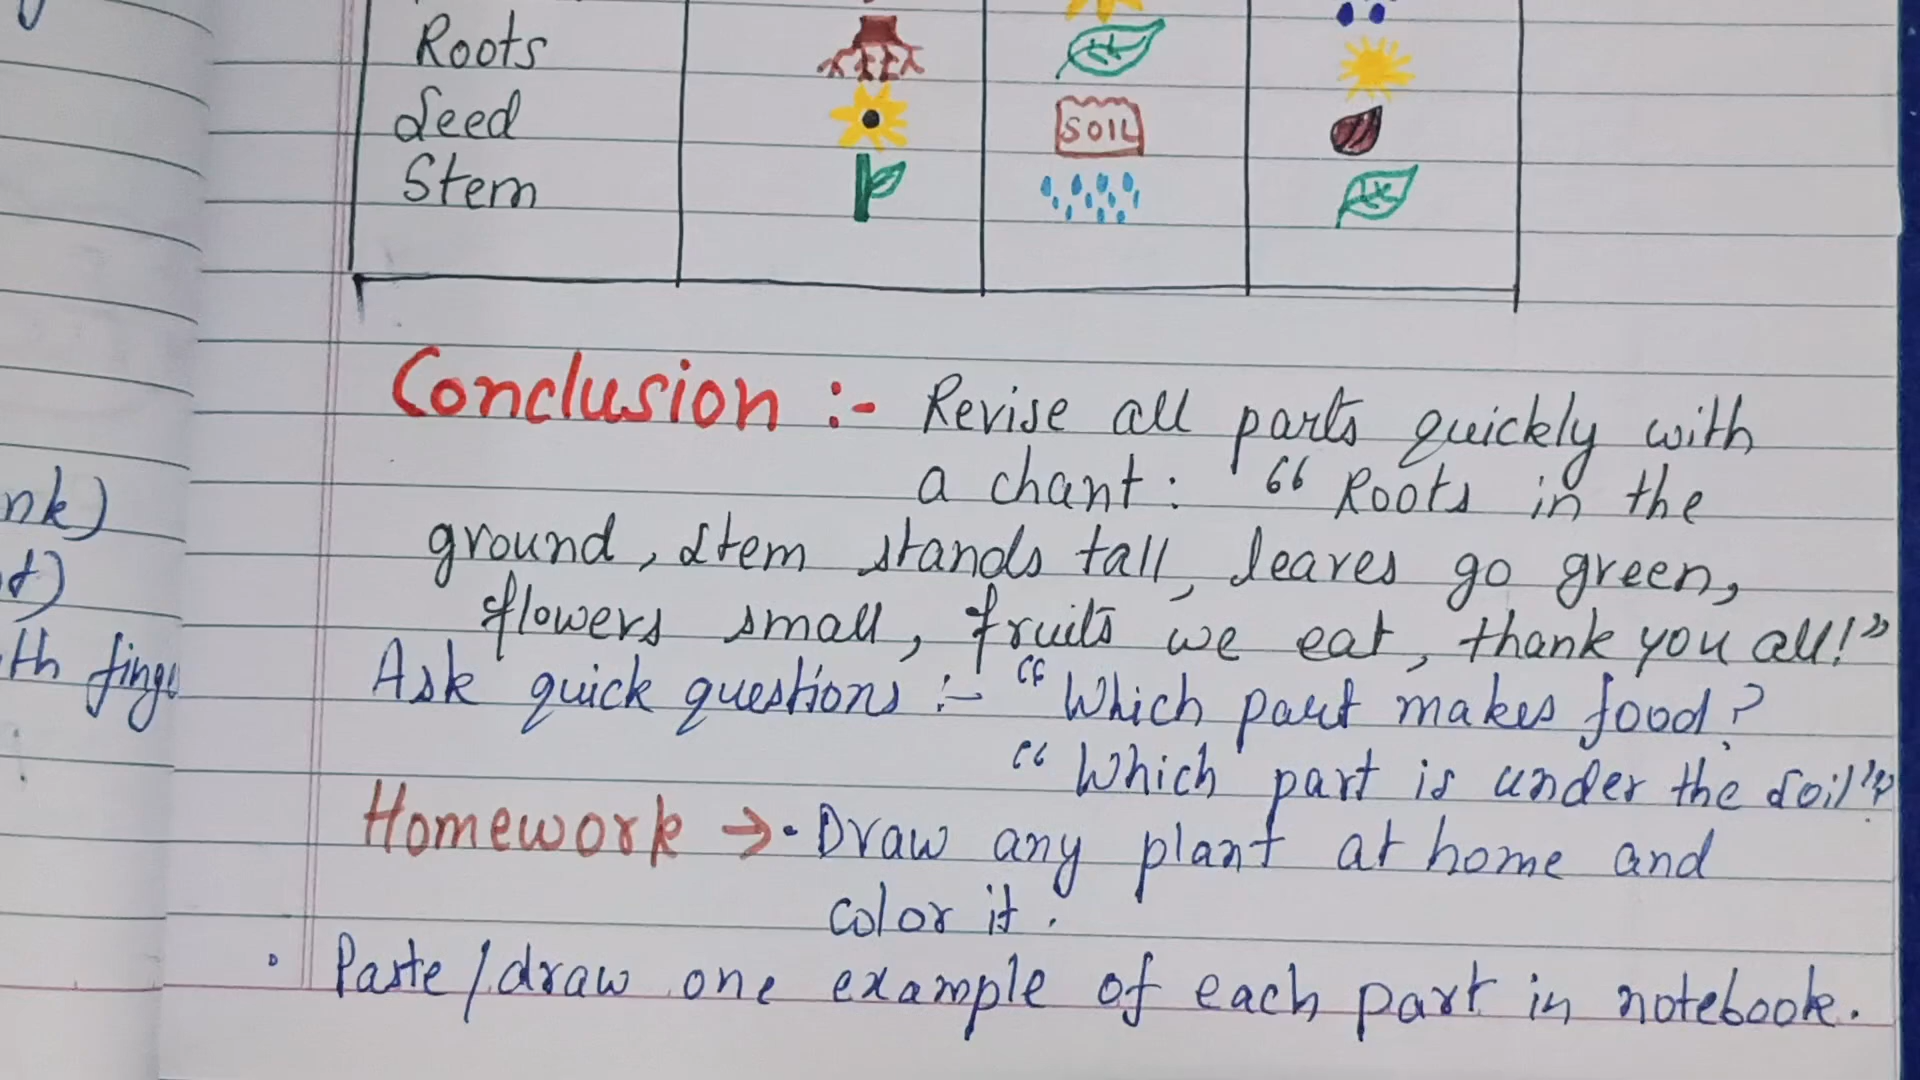 nk)
th fing
Roots
Seed SOIL
Stem
Conclusion :- Revise all parts quickly with
a chant: "Roots in the
ground, stem stands tall, leaves go green,
flowers small, fruits we eat, thank you all!"
Ask quick questions :- "Which part makes food?
"Which part is under the soil"?
Homework → • Draw any plant at home and
color it.
• Paste/draw one example of each part in notebook.